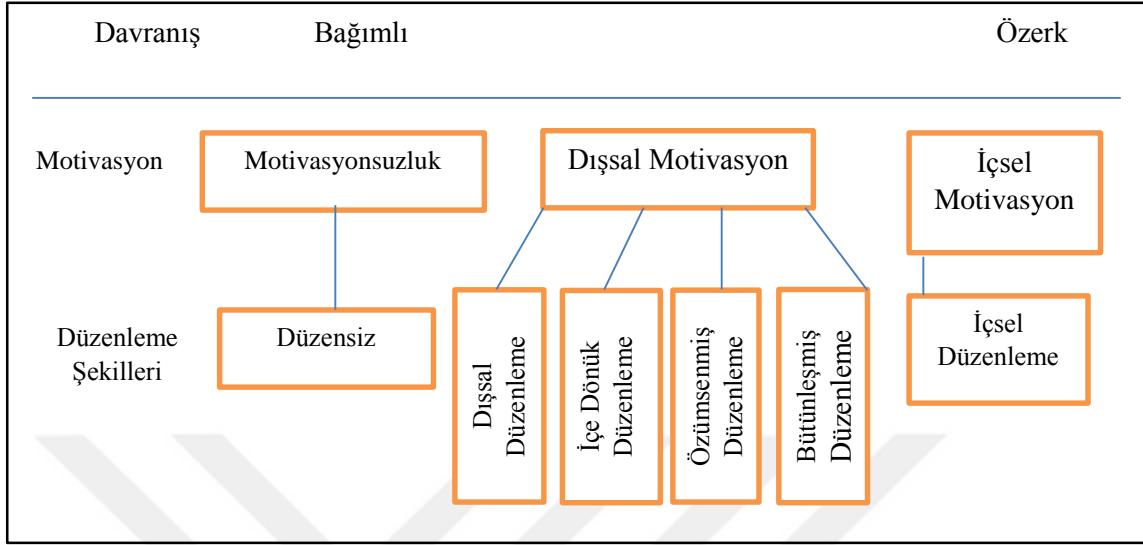 Davranış Bağımlı Özerk
Motivasyon
Motivasyonsuzluk
Dışsal Motivasyon
İçsel
Motivasyon
Düzenleme
Şekilleri
Düzensiz
Dışsal
Düzenleme
İçe Dönük
Düzenleme
Özümsenmiş
Düzenleme
Bütünleşmiş
Düzenleme
İçsel
Düzenleme